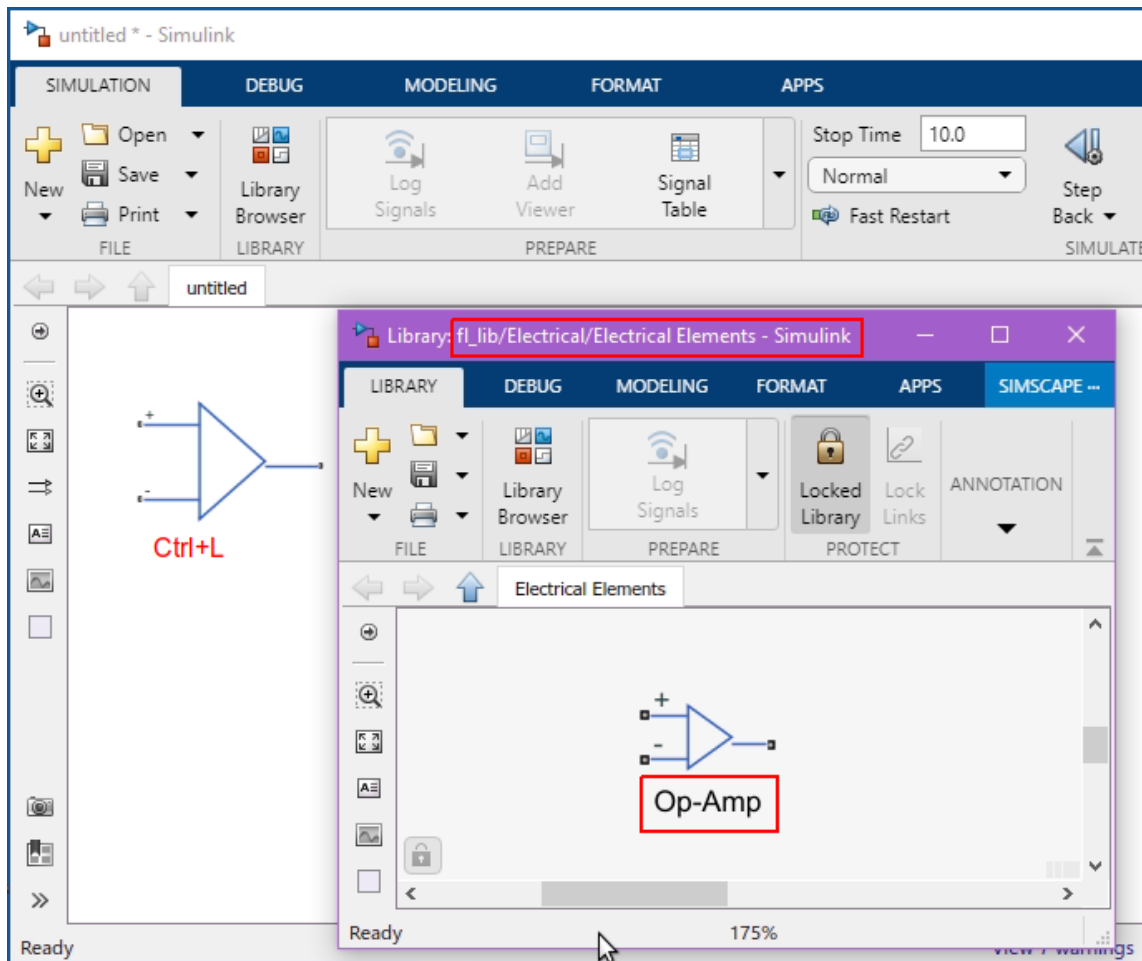 untitled * - Simulink
SIMULATION DEBUG MODELING FORMAT APPS
New
Open
Save
Print
FILE
Library
Browser
LIBRARY
Log
Signals
Add
Viewer
Signal
Table
PREPARE
Stop Time 10.0
Normal
Fast Restart
Step
Back
SIMULATE
untitled
+
-
Ctrl+L
Library: fl_lib/Electrical/Electrical Elements - Simulink
LIBRARY DEBUG MODELING FORMAT APPS SIMSCAPE ...
New
FILE
Library
Browser
LIBRARY
Log
Signals
PREPARE
Locked
Library
Lock
Links
PROTECT
ANNOTATION
Electrical Elements
+
-
Op-Amp
Ready 175%
Ready View 7 warnings